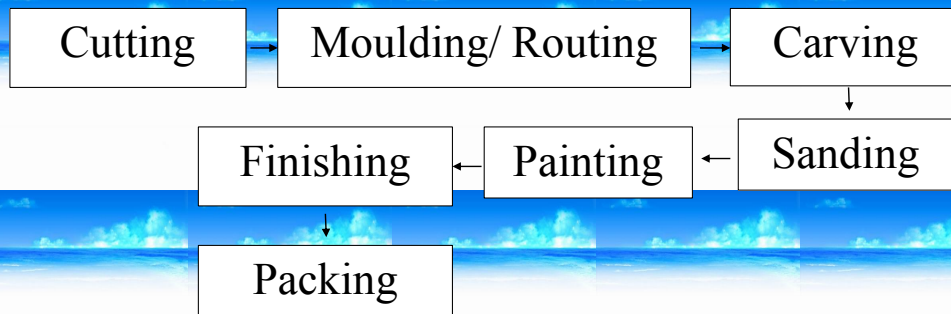 Cutting
Moulding/ Routing
Carving
Sanding
Painting
Finishing
Packing